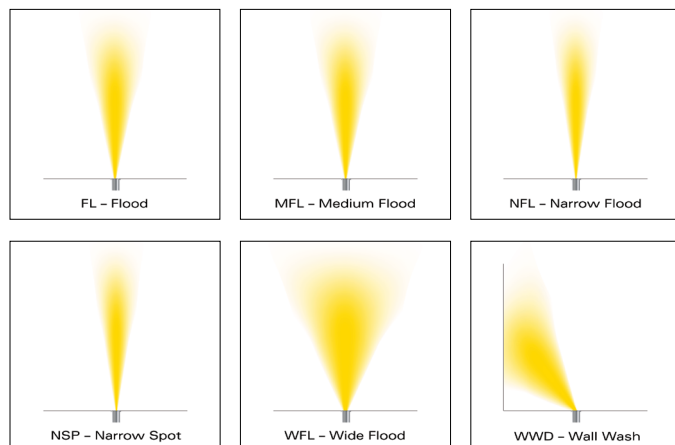 FL – Flood
MFL – Medium Flood
NFL – Narrow Flood
NSP – Narrow Spot
WFL – Wide Flood
WWD – Wall Wash